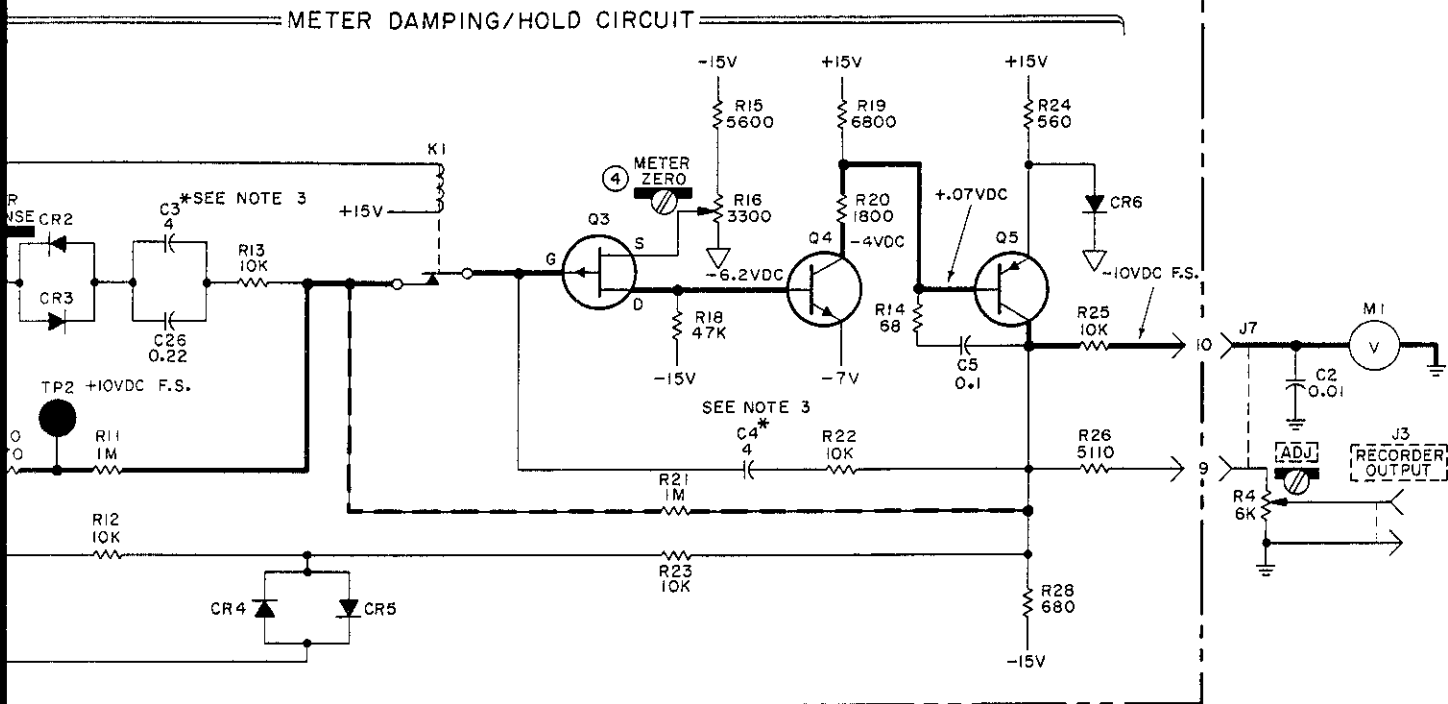 METER DAMPING/HOLD CIRCUIT
-15V
+15V
+15V
R15
5600
R19
6800
R24
560
K1
+15V
4
METER
ZERO
R16
3300
R20
1800
-4VDC
+.07VDC
CR6
*SEE NOTE 3
CR2
C3
4
R13
10K
CR3
C26
0.22
Q3
S
G
D
-6.2VDC
Q4
Q5
R18
47K
-15V
-7V
R14
68
C5
0.1
-10VDC F.S.
R25
10K
10
J7
M1
V
C2
0.01
TP2 +10VDC F.S.
R11
1M
SEE NOTE 3
C4*
4
R22
10K
R26
5110
9
ADJ
J3
RECORDER
OUTPUT
R4
6K
R21
1M
R12
10K
R23
10K
CR4
CR5
R28
680
-15V